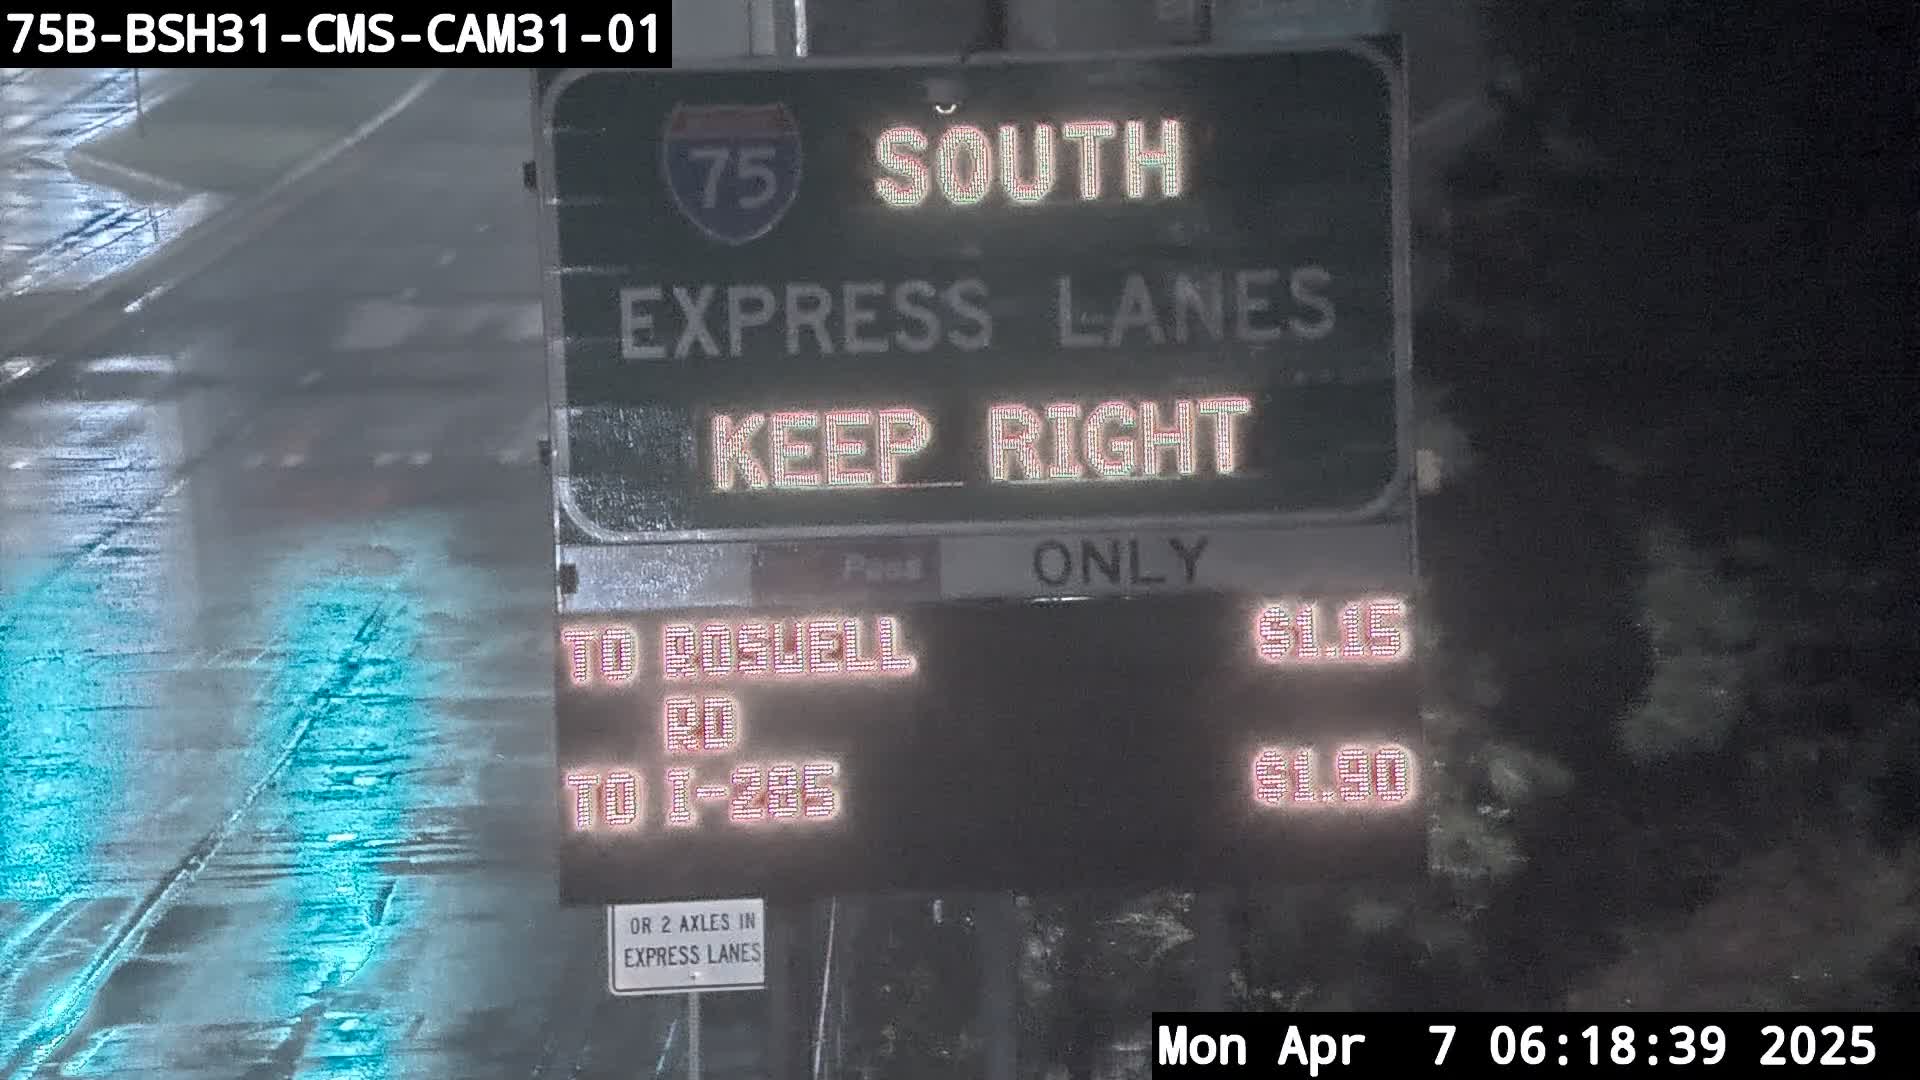 75B-BSH31-CMS-CAM31-01
75 SOUTH
EXPRESS LANES
KEEP RIGHT
Pass ONLY
TO ROSWELL $1.15
RD
TO I-285 $1.90
OR 2 AXLES IN
EXPRESS LANES
Mon Apr 7 06:18:39 2025